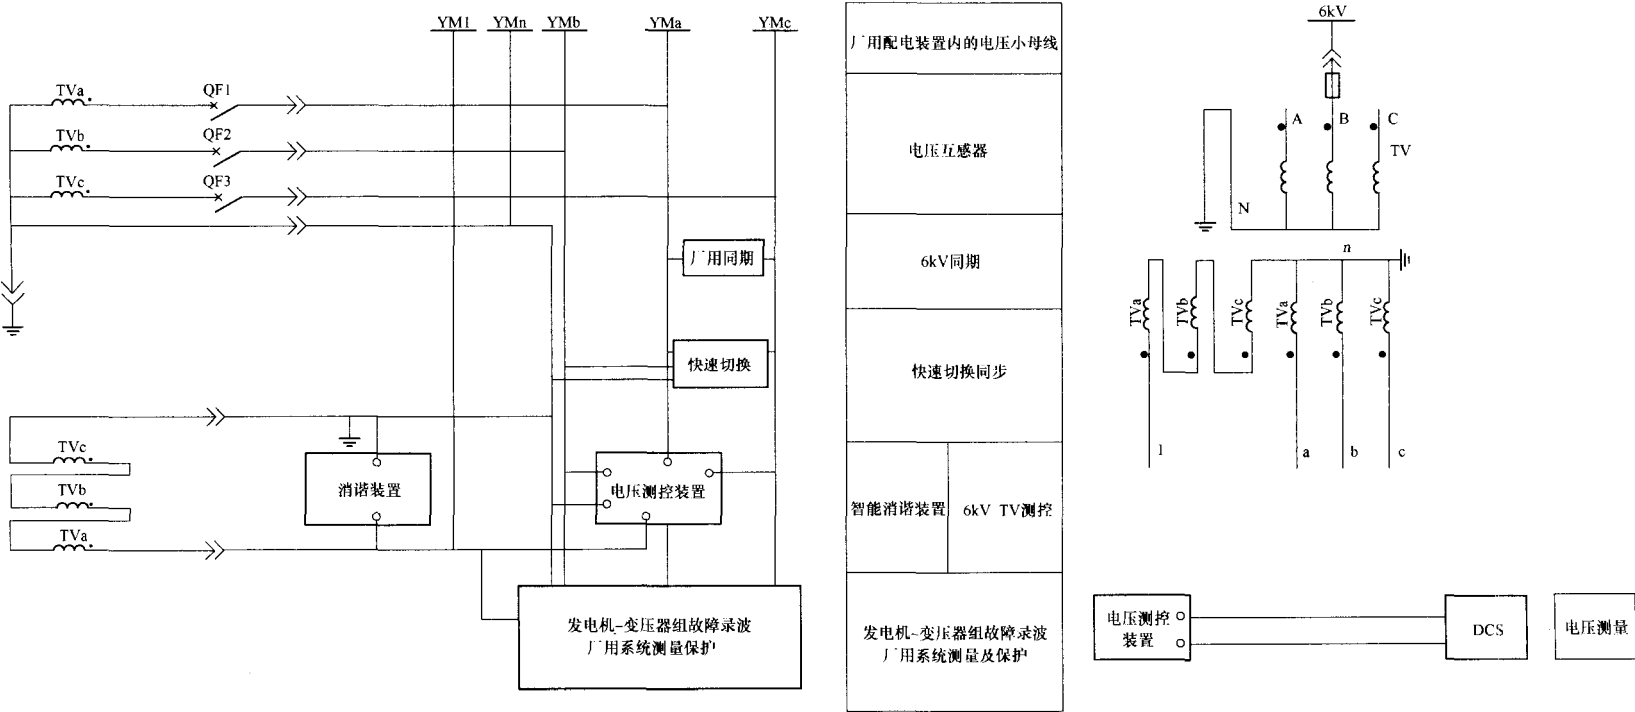 YM1 YMn YMb YMa YMc
TVa QF1
TVb QF2
TVc QF3
厂用同期
快速切换
TVc
TVb
TVa
消谐装置
电压测控装置
发电机-变压器组故障录波
厂用系统测量保护
厂用配电装置内的电压小母线
电压互感器
6kV同期
快速切换同步
智能消谐装置 6kV TV测控
发电机-变压器组故障录波
厂用系统测量及保护
6kV
A B C
TV
N
n
TVa TVb TVc TVa TVb TVc
1 a b c
电压测控
装置
DCS
电压测量